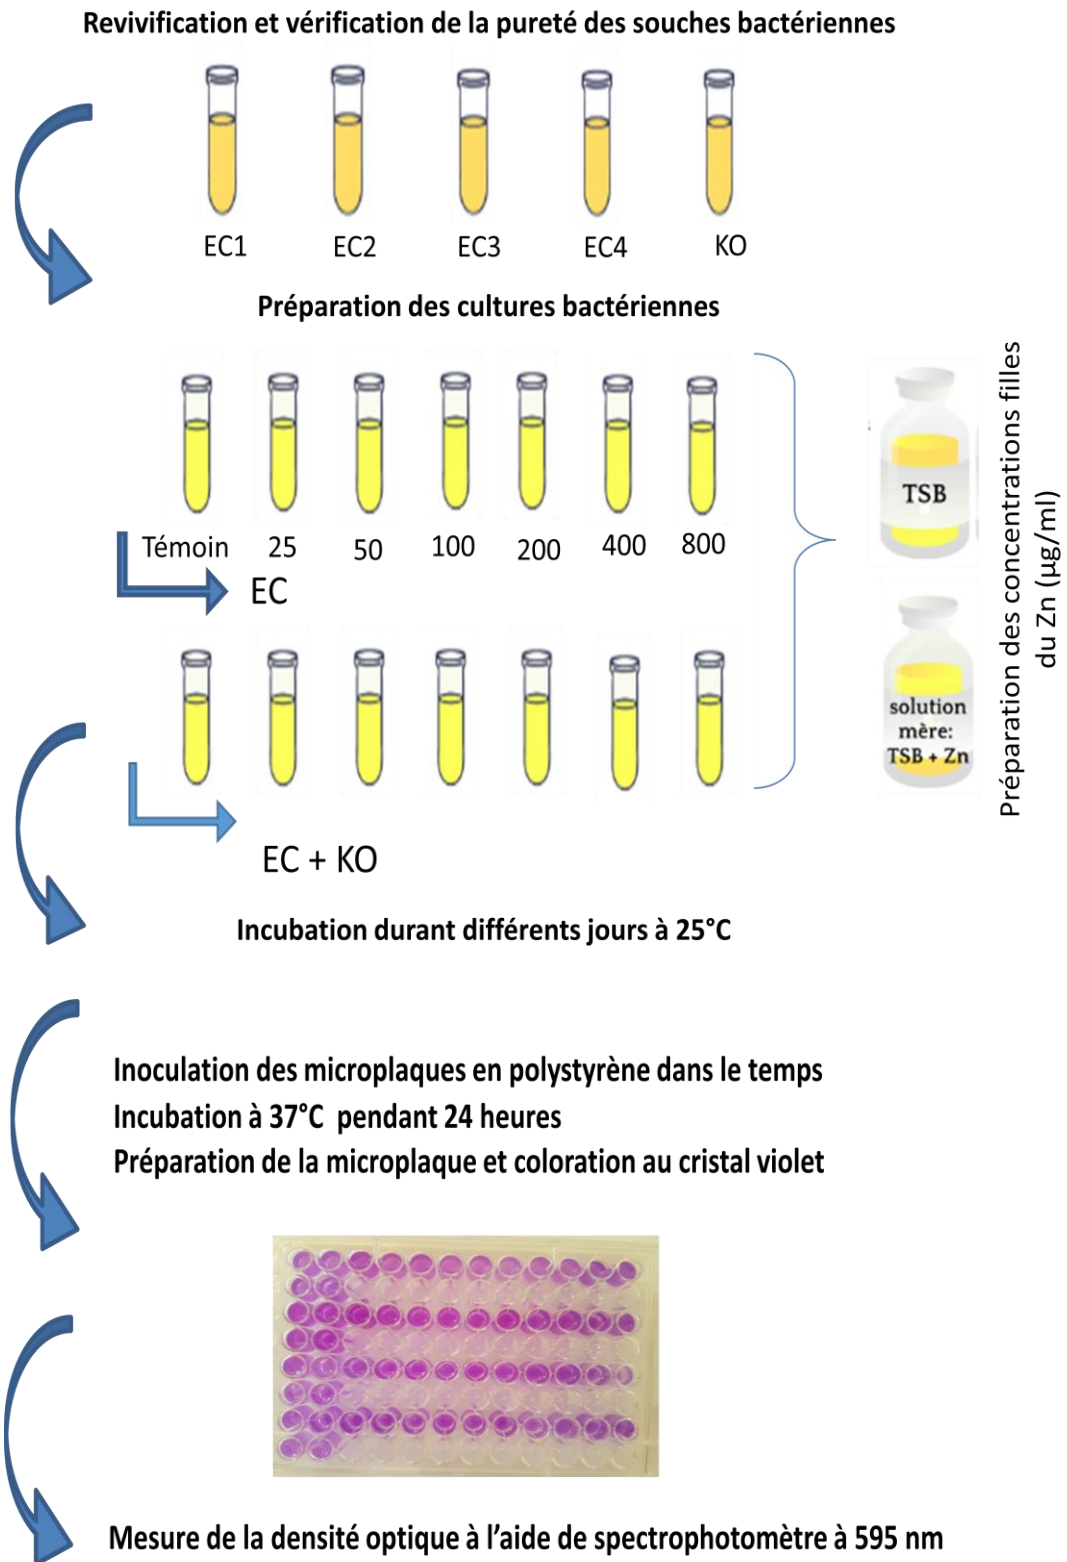 Revivification et vérification de la pureté des souches bactériennes
EC1 EC2 EC3 EC4 KO
Préparation des cultures bactériennes
Témoin 25 50 100 200 400 800
EC
TSB
solution
mère:
TSB + Zn
Préparation des concentrations filles
du Zn (µg/ml)
EC + KO
Incubation durant différents jours à 25°C
Inoculation des microplaques en polystyrène dans le temps
Incubation à 37°C pendant 24 heures
Préparation de la microplaque et coloration au cristal violet
Mesure de la densité optique à l’aide de spectrophotomètre à 595 nm